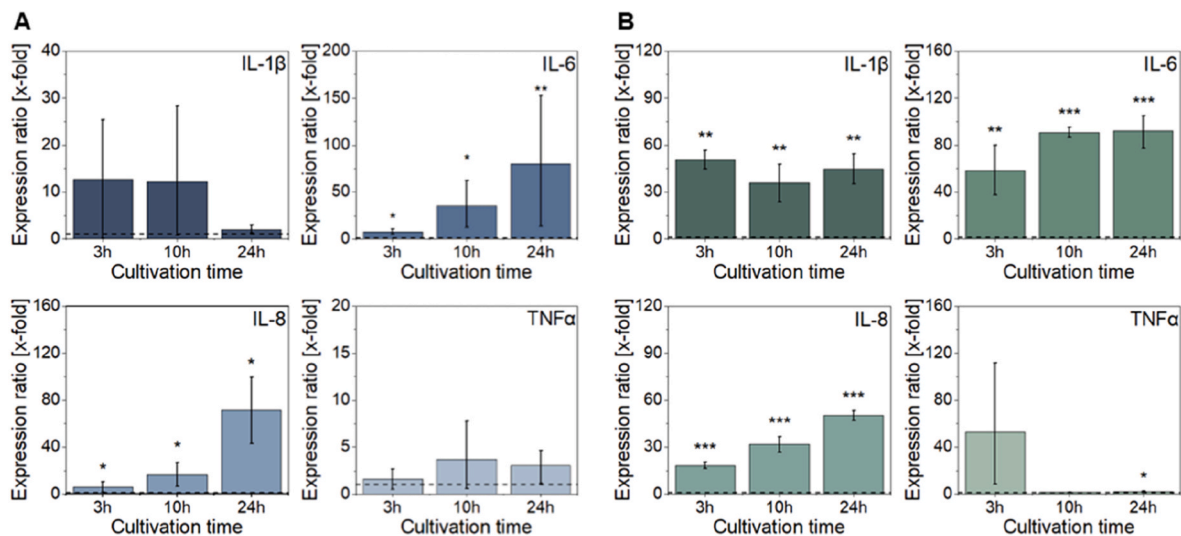 A
B
Expression ratio [x-fold]
40
30
20
10
0
IL-1β
3h 10h 24h
Cultivation time
Expression ratio [x-fold]
200
150
100
50
0
IL-6
* * **
3h 10h 24h
Cultivation time
Expression ratio [x-fold]
120
90
60
30
0
IL-1β
** ** **
3h 10h 24h
Cultivation time
Expression ratio [x-fold]
160
120
80
40
0
IL-6
** *** ***
3h 10h 24h
Cultivation time
Expression ratio [x-fold]
160
120
80
40
0
IL-8
* * *
3h 10h 24h
Cultivation time
Expression ratio [x-fold]
20
15
10
5
0
TNFα
3h 10h 24h
Cultivation time
Expression ratio [x-fold]
120
90
60
30
0
IL-8
*** *** ***
3h 10h 24h
Cultivation time
Expression ratio [x-fold]
160
120
80
40
0
TNFα
*
3h 10h 24h
Cultivation time